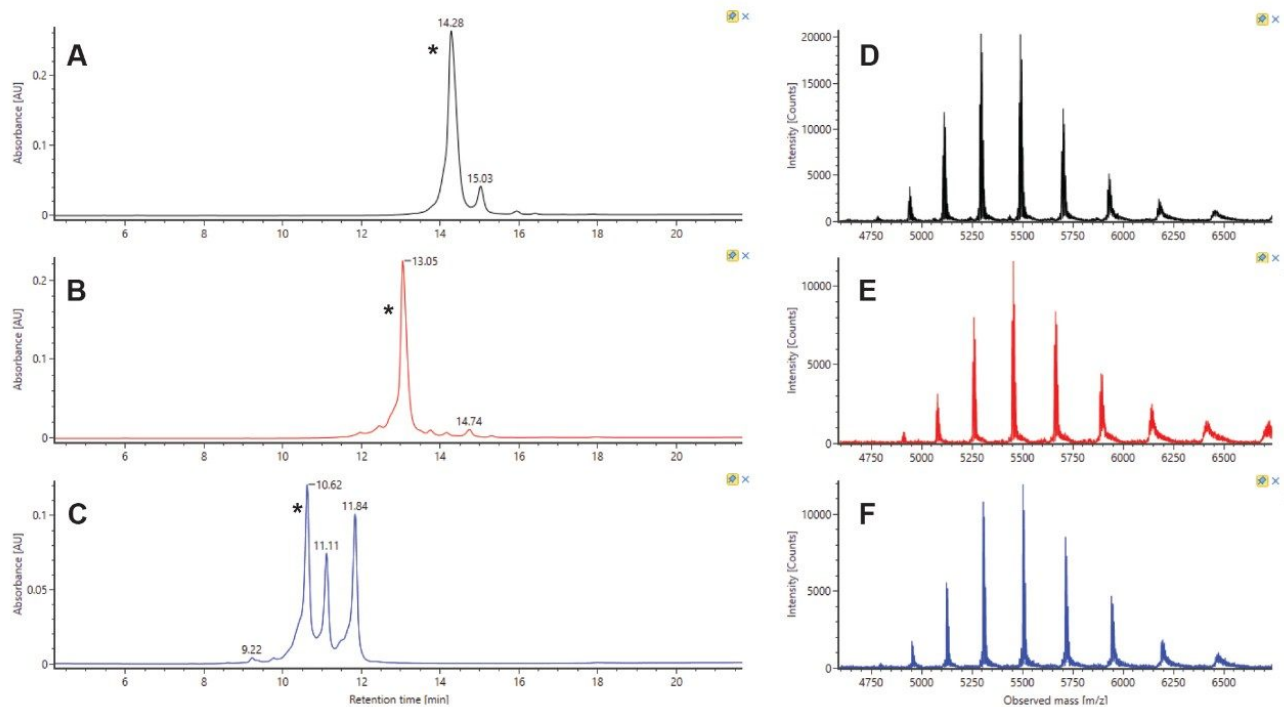 A
Absorbance [AU]
0.2
0.1
0
*
14.28
15.03
6 8 10 12 14 16 18 20
B
Absorbance [AU]
0.2
0.1
0
*
13.05
14.74
6 8 10 12 14 16 18 20
C
Absorbance [AU]
0.1
0.05
0
9.22
*
10.62
11.11
11.84
6 8 10 12 14 16 18 20
Retention time [min]
D
Intensity [Counts]
20000
15000
10000
5000
0
4750 5000 5250 5500 5750 6000 6250 6500
E
Intensity [Counts]
10000
5000
0
4750 5000 5250 5500 5750 6000 6250 6500
F
Intensity [Counts]
10000
5000
0
4750 5000 5250 5500 5750 6000 6250 6500
Observed mass [m/z]